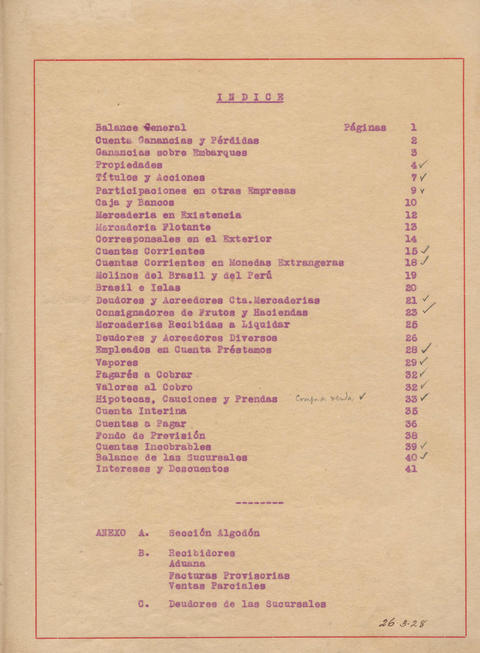 INDICE
Balance General Páginas 1
Cuenta Ganancias y Pérdidas 2
Ganancias sobre Embarques 3
Propiedades 4 ✓
Títulos y Acciones 7 ✓
Participaciones en otras Empresas 9 ✓
Caja y Bancos 10
Mercadería en Existencia 12
Mercadería Flotante 13
Corresponsales en el Exterior 14
Cuentas Corrientes 15 ✓
Cuentas Corrientes en Monedas Extrangeras 18 ✓
Molinos del Brasil y del Perú 19
Brasil e Islas 20
Deudores y Acreedores Cta.Mercaderías 21 ✓
Consignadores de Frutos y Haciendas 23 ✓
Mercaderías Recibidas a Liquidar 25
Deudores y Acreedores Diversos 26
Empleados en Cuenta Préstamos 28 ✓
Vapores 29 ✓
Pagarés a Cobrar 32 ✓
Valores al Cobro 32 ✓
Hipotecas, Cauciones y Prendas ✓ 33 ✓
Cuenta Interina 35
Cuentas a Pagar 36
Fondo de Previsión 38
Cuentas Incobrables 39 ✓
Balance de las Sucursales 40 ✓
Intereses y Descuentos 41
--------
ANEXO A. Sección Algodón
B. Recibidores
Aduana
Facturas Provisorias
Ventas Parciales
C. Deudores de las Sucursales
26-3-28